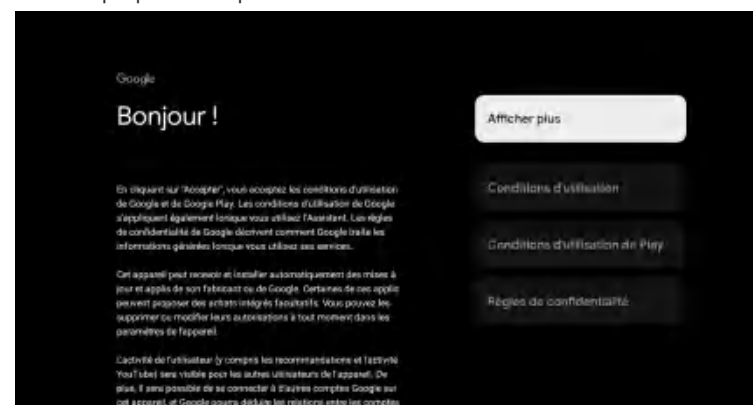 Google
Bonjour !
En cliquant sur "Accepter", vous acceptez les conditions d'utilisation
de Google et de Google Play. Les conditions d'utilisation de Google
s'appliquent également lorsque vous utilisez l'Assistant. Les règles
de confidentialité de Google décrivent comment Google traite les
informations générées lorsque vous utilisez ses services.
Cet appareil peut recevoir et installer automatiquement des mises à
jour et applis de son fabricant ou de Google. Certaines de ces applis
peuvent proposer des achats intégrés facultatifs. Vous pouvez les
supprimer ou modifier leurs autorisations à tout moment dans les
paramètres de l'appareil.
L'activité de l'utilisateur (y compris les recommandations et l'activité
YouTube) sera visible pour les autres utilisateurs de l'appareil. De
plus, il sera possible de se connecter à d'autres comptes Google sur
cet appareil, et Google pourra déduire les relations entre les comptes
Afficher plus
Conditions d'utilisation
Conditions d'utilisation de Play
Règles de confidentialité